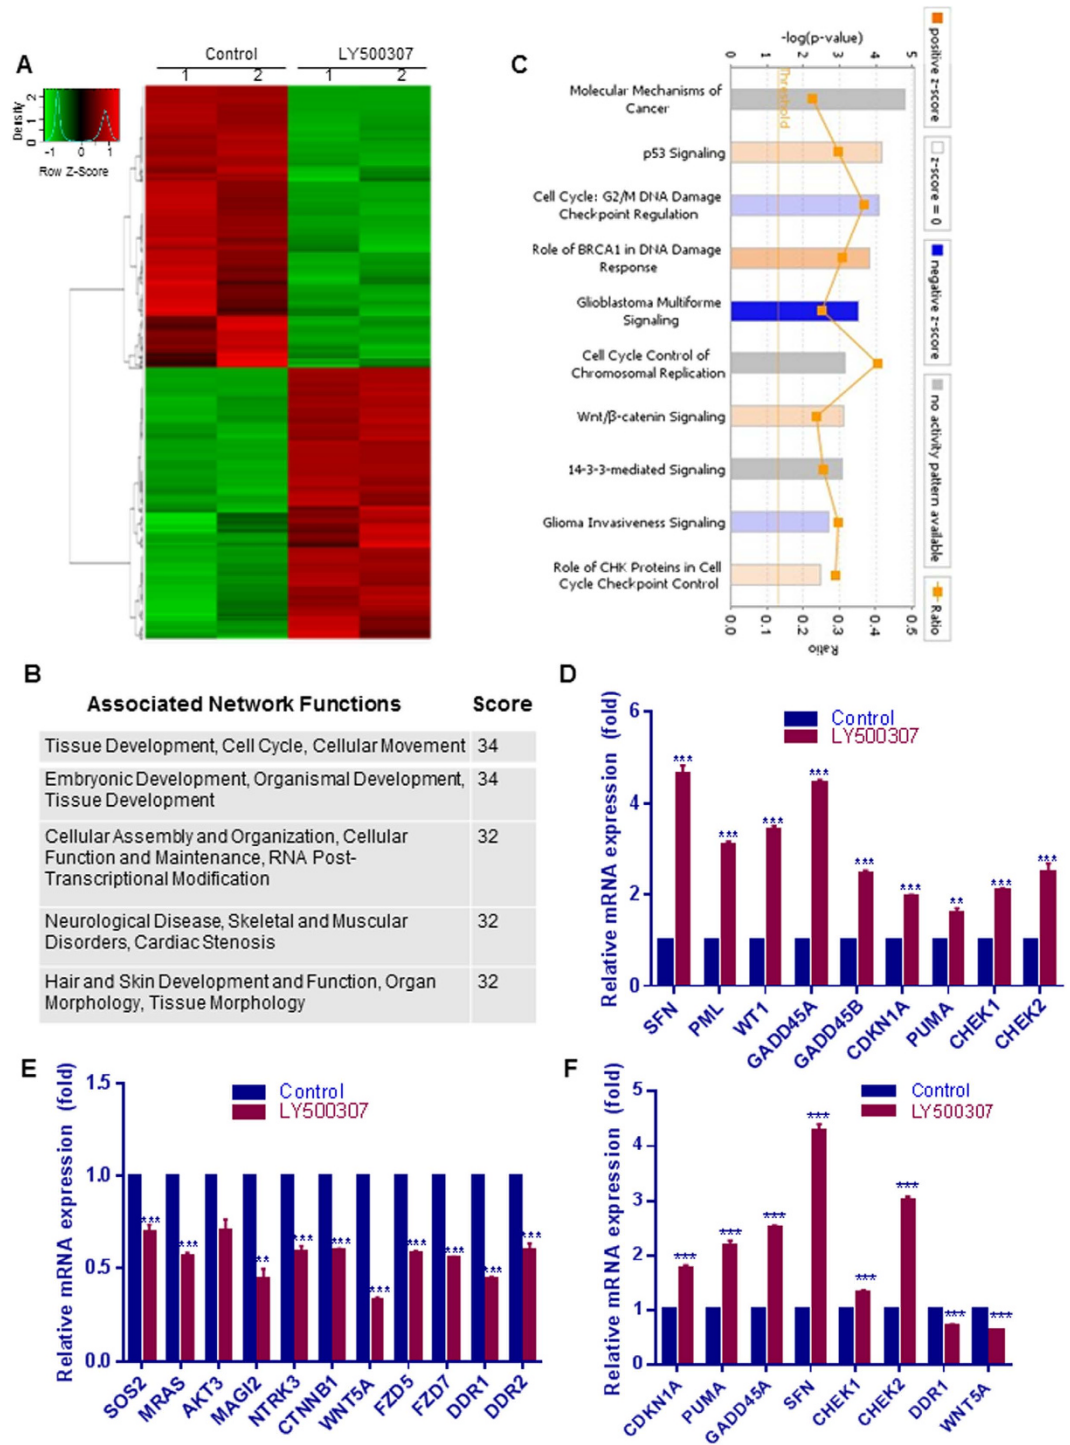 A
Control
LY500307
1
2
1
2
Density
0 1 2
-1 0 1
Row Z-Score
C
-log(p-value)
0 1 2 3 4 5
Threshold
Molecular Mechanisms of
Cancer
p53 Signaling
Cell Cycle: G2/M DNA Damage
Checkpoint Regulation
Role of BRCA1 in DNA Damage
Response
Glioblastoma Multiforme
Signaling
Cell Cycle Control of
Chromosomal Replication
Wnt/β-catenin Signaling
14-3-3-mediated Signaling
Glioma Invasiveness Signaling
Role of CHK Proteins in Cell
Cycle Checkpoint Control
0.0 0.1 0.2 0.3 0.4 0.5
Ratio
positive z-score
z-score = 0
negative z-score
no activity pattern available
Ratio
B
Associated Network Functions Score
Tissue Development, Cell Cycle, Cellular Movement 34
Embryonic Development, Organismal Development, 34
Tissue Development
Cellular Assembly and Organization, Cellular 32
Function and Maintenance, RNA Post-
Transcriptional Modification
Neurological Disease, Skeletal and Muscular 32
Disorders, Cardiac Stenosis
Hair and Skin Development and Function, Organ 32
Morphology, Tissue Morphology
D
Relative mRNA expression (fold)
6
4
2
0
Control
LY500307
*** *** *** *** *** *** ** *** ***
SFN PML WT1 GADD45A GADD45B CDKN1A PUMA CHEK1 CHEK2
E
Relative mRNA expression (fold)
1.5
1.0
0.5
0.0
Control
LY500307
*** *** ** *** *** *** *** *** *** ***
SOS2 MRAS AKT3 MAGI2 NTRK3 CTNNB1 WNT5A FZD5 FZD7 DDR1 DDR2
F
Relative mRNA expression (fold)
5
4
3
2
1
0
Control
LY500307
*** *** *** *** *** *** *** ***
CDKN1A PUMA GADD45A SFN CHEK1 CHEK2 DDR1 WNT5A